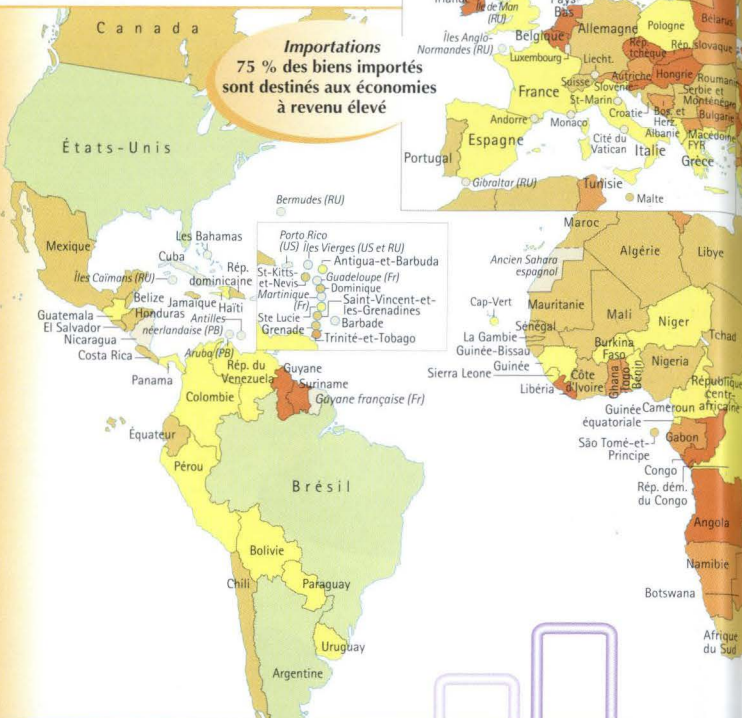 Canada
Importations
75 % des biens importés
sont destinés aux économies
à revenu élevé
États-Unis
Mexique
Bermudes (RU)
Les Bahamas
Cuba
Îles Caïmans (RU)
Rép.
dominicaine
Belize
Jamaïque
Haïti
Honduras
Antilles
néerlandaise (PB)
Guatemala
El Salvador
Nicaragua
Costa Rica
Aruba (PB)
Panama
Porto Rico
(US)
Îles Vierges (US et RU)
Antigua-et-Barbuda
St-Kitts-
et-Nevis
Guadeloupe (Fr)
Martinique
(Fr)
Dominique
Saint-Vincent-et-
les-Grenadines
Ste Lucie
Barbade
Grenade
Trinité-et-Tobago
Rép. du
Venezuela
Guyane
Suriname
Guyane française (Fr)
Colombie
Équateur
Pérou
Brésil
Bolivie
Chili
Paraguay
Uruguay
Argentine
Île de Man
(RU)
Pays-
Bas
Îles Anglo-
Normandes (RU)
Belgique
Allemagne
Pologne
Belarus
Luxembourg
Rép.
tchèque
Rép. slovaque
Liecht.
Suisse
Autriche
Hongrie
Roumanie
France
Slovénie
Serbie et
Monténégro
St-Marin
Croatie
Bos. et
Herz.
Bulgarie
Andorre
Monaco
Albanie
Macédoine
FYR
Cité du
Vatican
Italie
Grèce
Espagne
Portugal
Gibraltar (RU)
Tunisie
Malte
Maroc
Algérie
Libye
Ancien Sahara
espagnol
Cap-Vert
Mauritanie
Mali
Niger
Tchad
Sénégal
La Gambie
Guinée-Bissau
Guinée
Sierra Leone
Libéria
Burkina
Faso
Côte
d'Ivoire
Ghana
Togo
Bénin
Nigeria
République
centr-
africaine
Cameroun
Guinée
équatoriale
São Tomé-et-
Principe
Gabon
Congo
Rép. dém.
du Congo
Angola
Namibie
Botswana
Afrique
du Sud